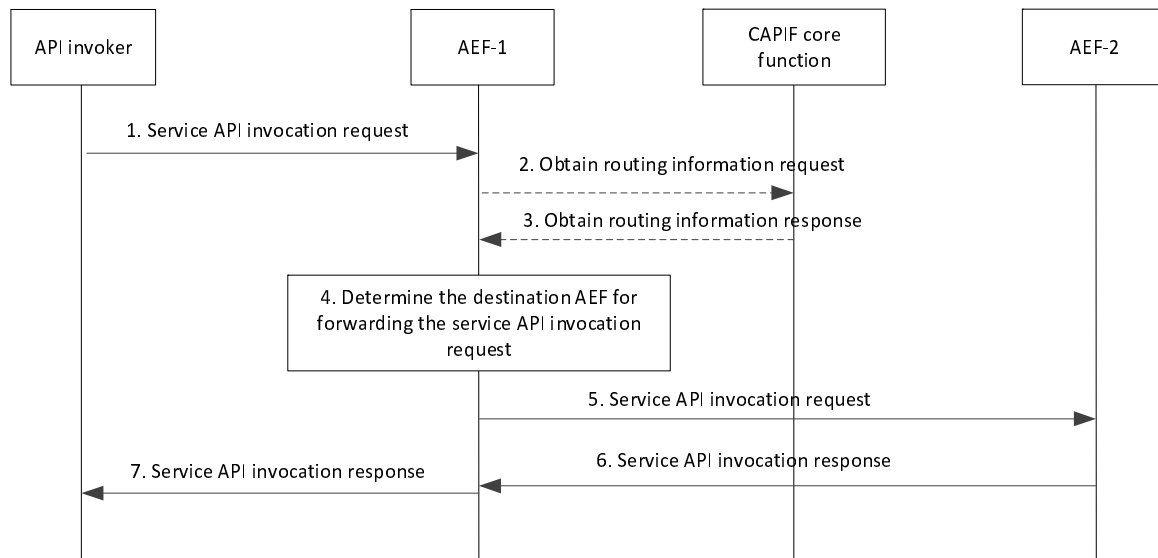 API invoker
AEF-1
CAPIF core
function
AEF-2
1. Service API invocation request
2. Obtain routing information request
3. Obtain routing information response
4. Determine the destination AEF for
forwarding the service API invocation
request
5. Service API invocation request
6. Service API invocation response
7. Service API invocation response